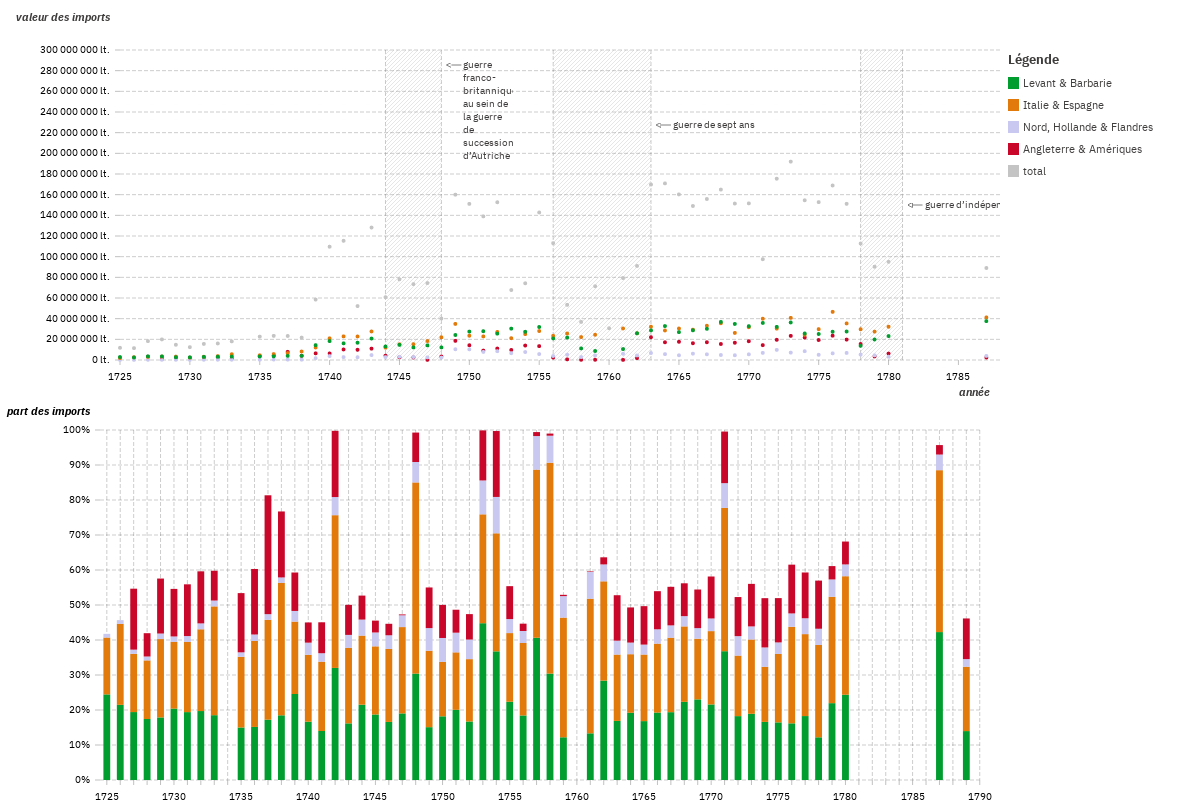 valeur des imports
300 000 000 lt.
280 000 000 lt.
260 000 000 lt.
240 000 000 lt.
220 000 000 lt.
200 000 000 lt.
180 000 000 lt.
160 000 000 lt.
140 000 000 lt.
120 000 000 lt.
100 000 000 lt.
80 000 000 lt.
60 000 000 lt.
40 000 000 lt.
20 000 000 lt.
0 lt.
guerre
franco-
britanniqu
au sein de
la guerre
de
succession
d’Autriche
guerre de sept ans
guerre d’indéper
1725 1730 1735 1740 1745 1750 1755 1760 1765 1770 1775 1780 1785
année
Légende
Levant & Barbarie
Italie & Espagne
Nord, Hollande & Flandres
Angleterre & Amériques
total
part des imports
100%
90%
80%
70%
60%
50%
40%
30%
20%
10%
0%
1725 1730 1735 1740 1745 1750 1755 1760 1765 1770 1775 1780 1785 1790